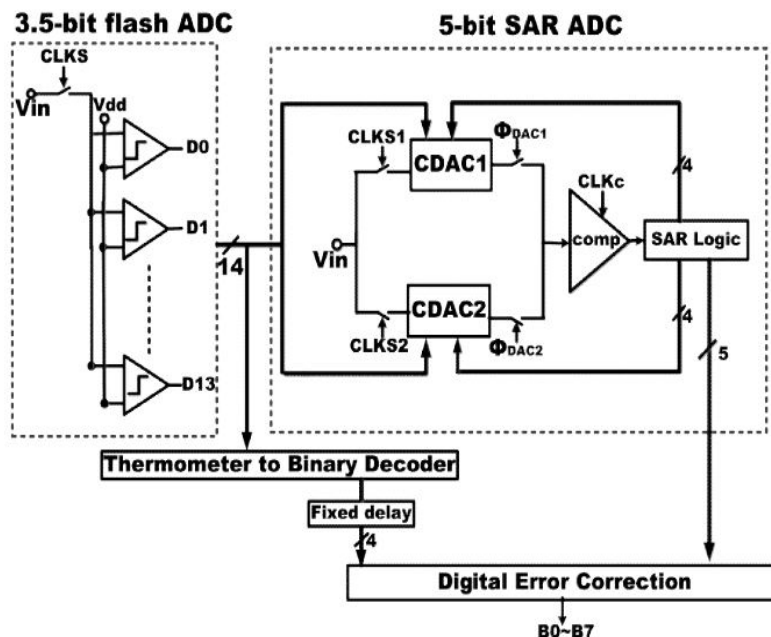 3.5-bit flash ADC
5-bit SAR ADC
CLKS
Vin
Vdd
D0
D1
D13
14
CLKS1
CDAC1
ΦDAC1
Vin
CLKS2
CDAC2
ΦDAC2
CLKc
comp
SAR Logic
4
4
5
Thermometer to Binary Decoder
Fixed delay
4
Digital Error Correction
B0~B7